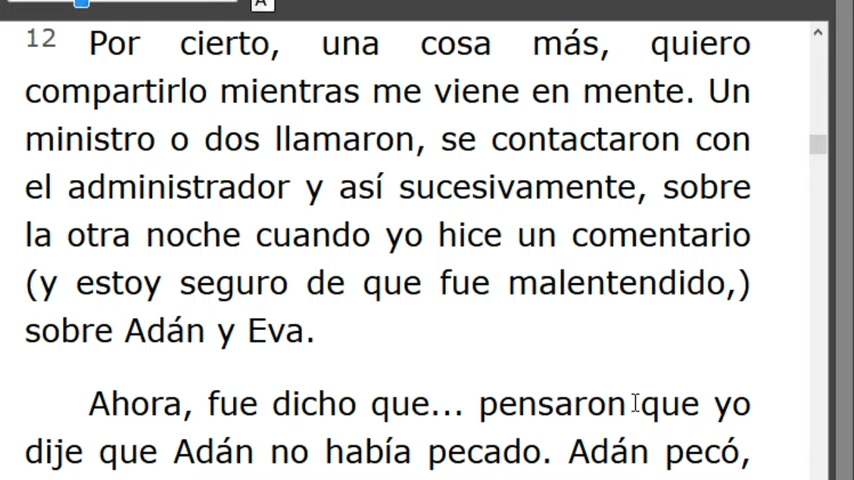 A
12 Por cierto, una cosa más, quiero
compartirlo mientras me viene en mente. Un
ministro o dos llamaron, se contactaron con
el administrador y así sucesivamente, sobre
la otra noche cuando yo hice un comentario
(y estoy seguro de que fue malentendido,)
sobre Adán y Eva.
Ahora, fue dicho que... pensaron que yo
dije que Adán no había pecado. Adán pecó,